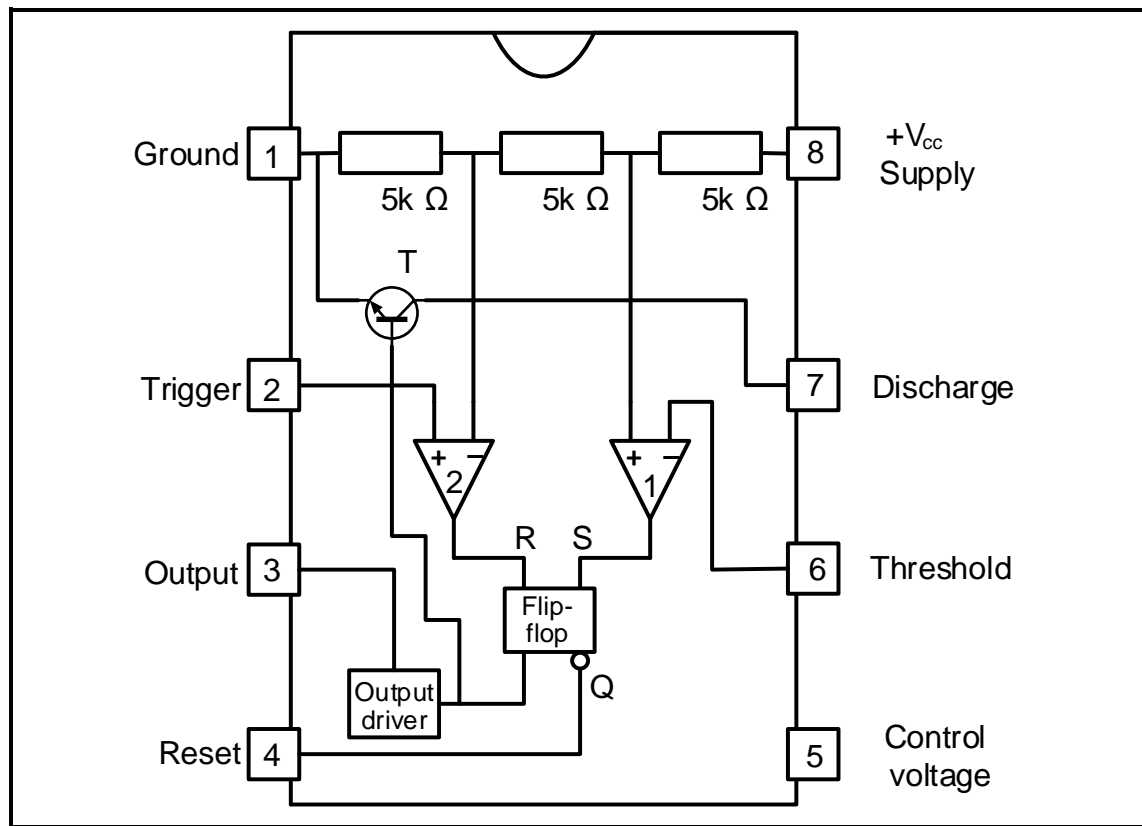 Ground
1
5k Ω
5k Ω
5k Ω
8
+Vcc
Supply
T
Trigger
2
7
Discharge
+ −
2
+ −
1
R
S
Output
3
6
Threshold
Flip-
flop
Q
Output
driver
Reset
4
5
Control
voltage